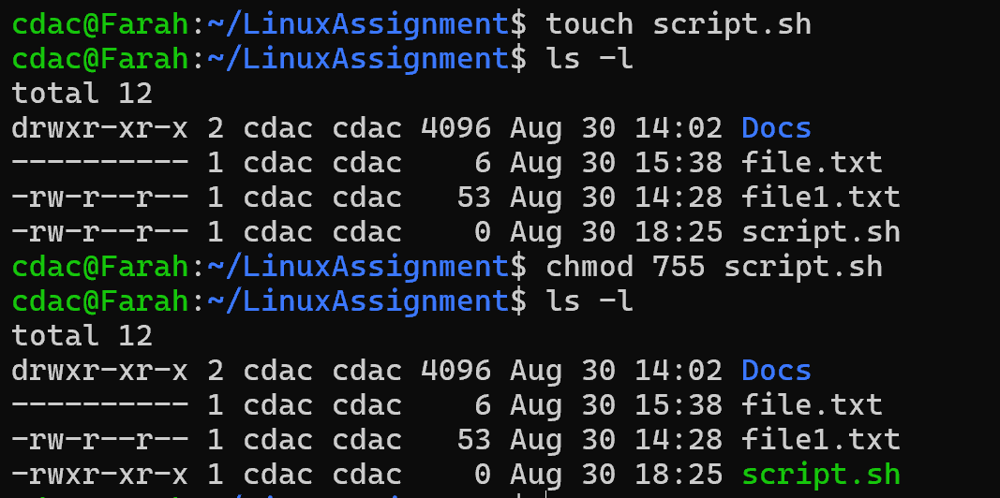 cdac@Farah:~/LinuxAssignment$ touch script.sh
cdac@Farah:~/LinuxAssignment$ ls -l
total 12
drwxr-xr-x 2 cdac cdac 4096 Aug 30 14:02 Docs
---------- 1 cdac cdac    6 Aug 30 15:38 file.txt
-rw-r--r-- 1 cdac cdac   53 Aug 30 14:28 file1.txt
-rw-r--r-- 1 cdac cdac    0 Aug 30 18:25 script.sh
cdac@Farah:~/LinuxAssignment$ chmod 755 script.sh
cdac@Farah:~/LinuxAssignment$ ls -l
total 12
drwxr-xr-x 2 cdac cdac 4096 Aug 30 14:02 Docs
---------- 1 cdac cdac    6 Aug 30 15:38 file.txt
-rw-r--r-- 1 cdac cdac   53 Aug 30 14:28 file1.txt
-rwxr-xr-x 1 cdac cdac    0 Aug 30 18:25 script.sh